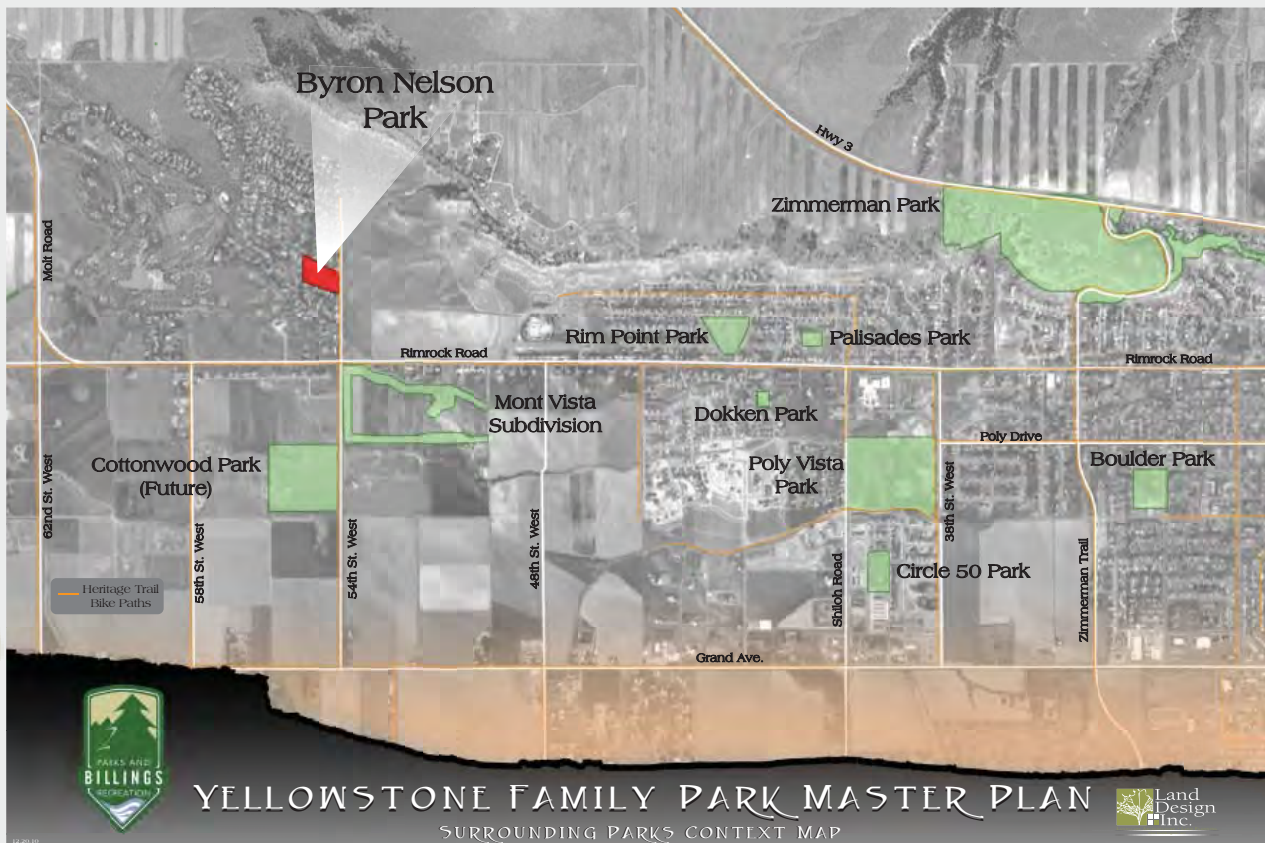 Byron Nelson
Park
Hwy 3
Zimmerman Park
Molt Road
Rim Point Park
Palisades Park
Rimrock Road
Rimrock Road
Mont Vista
Subdivision
Dokken Park
Poly Drive
Cottonwood Park
(Future)
Poly Vista
Park
Boulder Park
62nd St. West
58th St. West
54th St. West
48th St. West
38th St. West
Circle 50 Park
Shiloh Road
Zimmerman Trail
Heritage Trail
Bike Paths
Grand Ave.
PARKS AND
BILLINGS
RECREATION
YELLOWSTONE FAMILY PARK MASTER PLAN
SURROUNDING PARKS CONTEXT MAP
Land
Design
Inc.
12.20.10